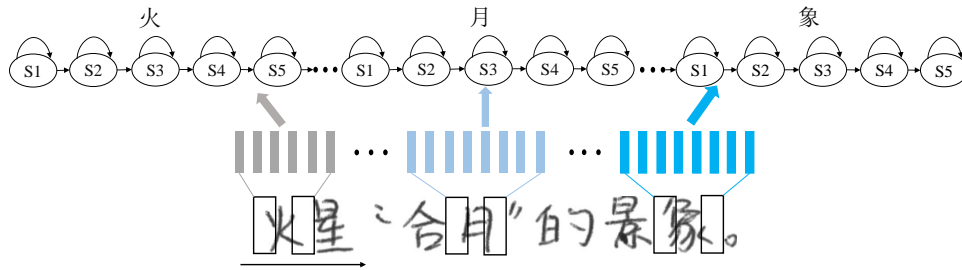 火 月 象
S1 S2 S3 S4 S5 ••• S1 S2 S3 S4 S5 ••• S1 S2 S3 S4 S5
••• •••
火星“合月”的景象。